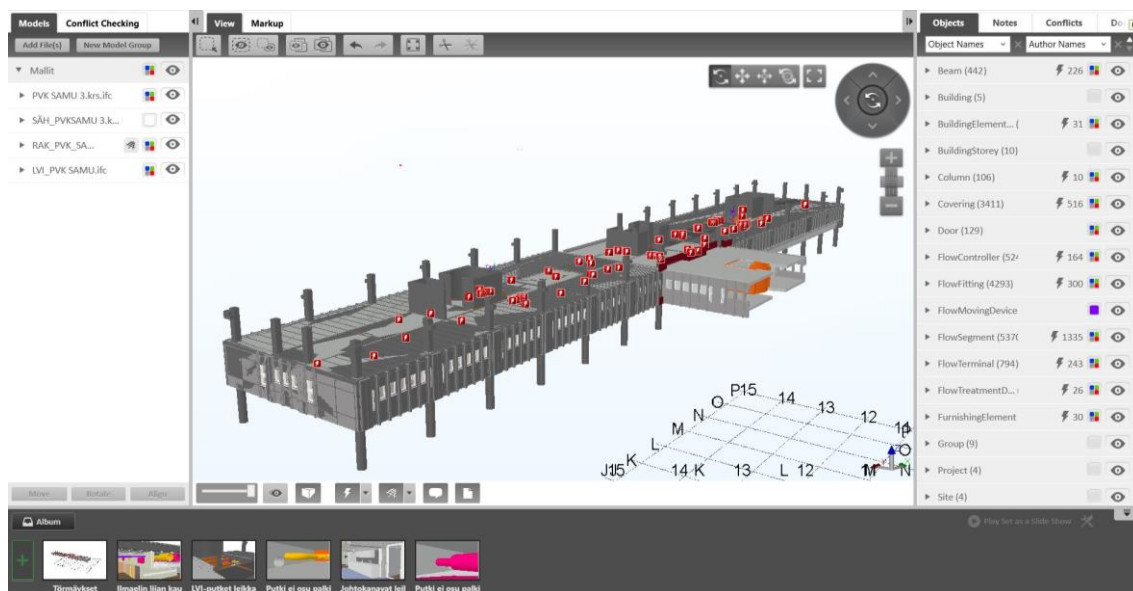 Models Conflict Checking
Add File(s) New Model Group
Mallit
PVK SAMU 3.krs.ifc
SÄH_PVKSAMU 3.k...
RAK_PVK_SA...
LVI_PVK SAMU.ifc
Move Rotate Align
View Markup
P15
O 14
N 13
M 12
L
K
J15 14 K 13 L 12 M N
O
Objects Notes Conflicts
Object Names Author Names
Beam (442) 226
Building (5)
BuildingElement... ( 31
BuildingStorey (10)
Column (106) 10
Covering (3411) 516
Door (129)
FlowController (524 164
FlowFitting (4293) 300
FlowMovingDevice
FlowSegment (5370 1335
FlowTerminal (794) 243
FlowTreatmentD... 26
FurnishingElement 30
Group (9)
Project (4)
Site (4)
Album
Play Set as a Slide Show
Törmäykset Ilmaelin liian kau LVI-putket leikka Putki ei osu palki Johtokanavat leil Putki ei osu palki